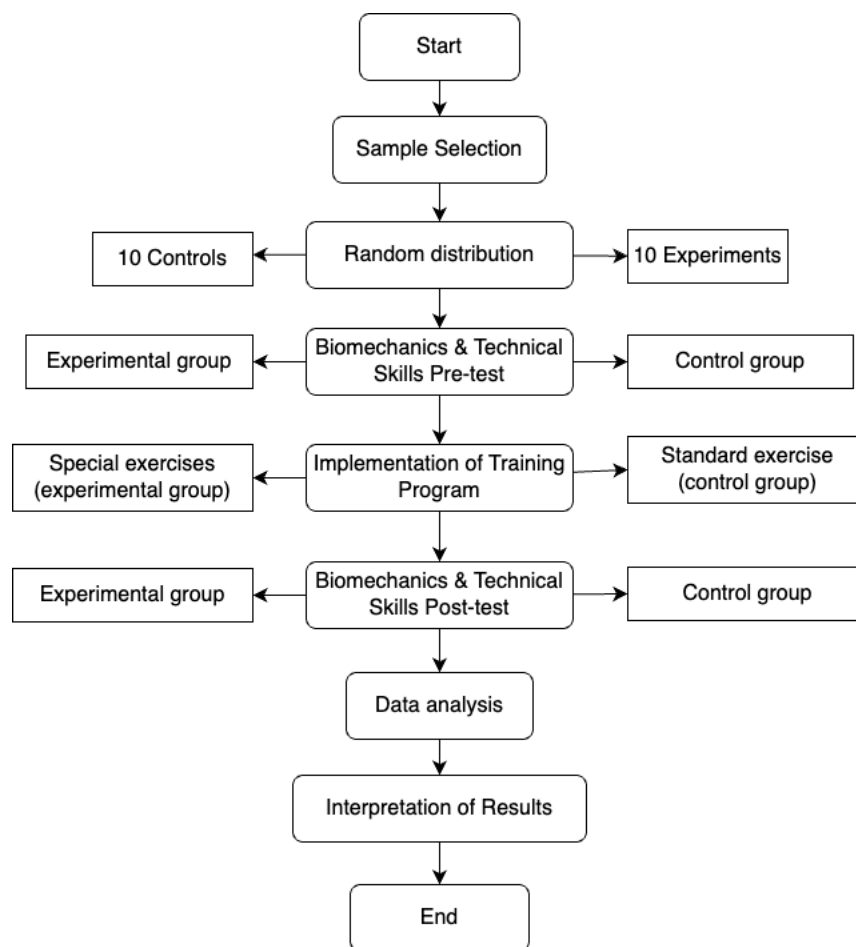 Start
Sample Selection
10 Controls
Random distribution
10 Experiments
Experimental group
Biomechanics & Technical
Skills Pre-test
Control group
Special exercises
(experimental group)
Implementation of Training
Program
Standard exercise
(control group)
Experimental group
Biomechanics & Technical
Skills Post-test
Control group
Data analysis
Interpretation of Results
End